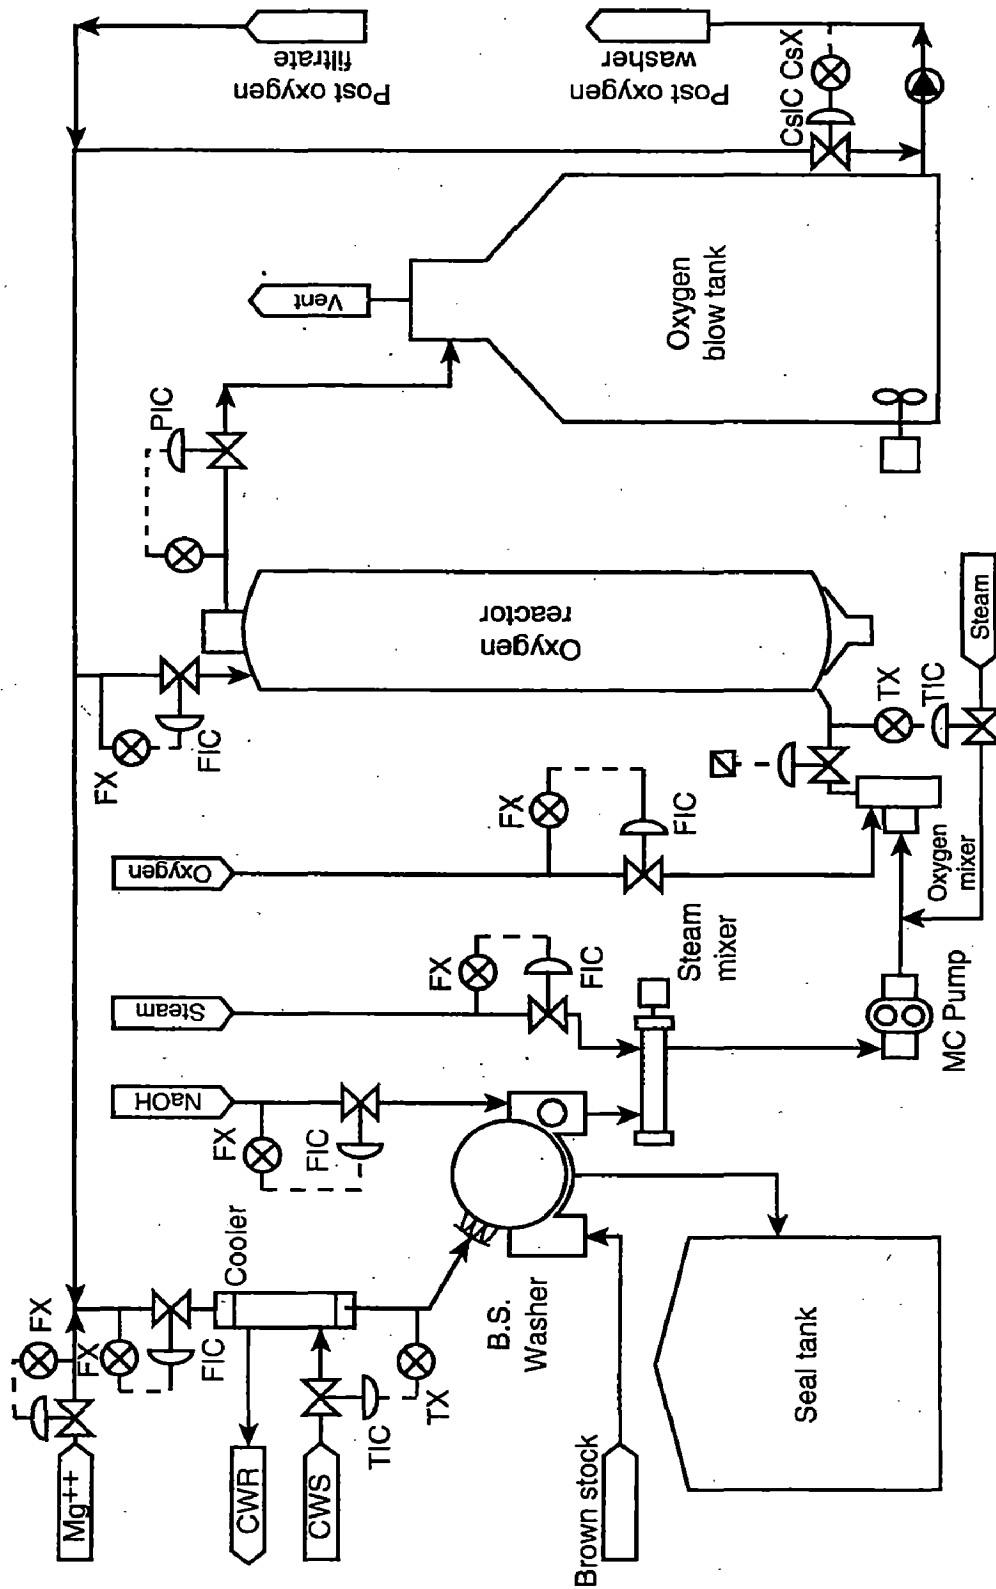 Mg++
FX
FX
FIC
Cooler
CWR
CWS
TIC
TX
B.S.
Washer
Brown stock
Seal tank
NaOH
FX
FIC
Steam
FX
FIC
Steam
mixer
MC Pump
Oxygen
FX
FIC
Oxygen
mixer
FX
FIC
Oxygen
reactor
TX
TIC
Steam
PIC
Vent
Oxygen
blow tank
Post oxygen
filtrate
Post oxygen
washer
CsIC CsX